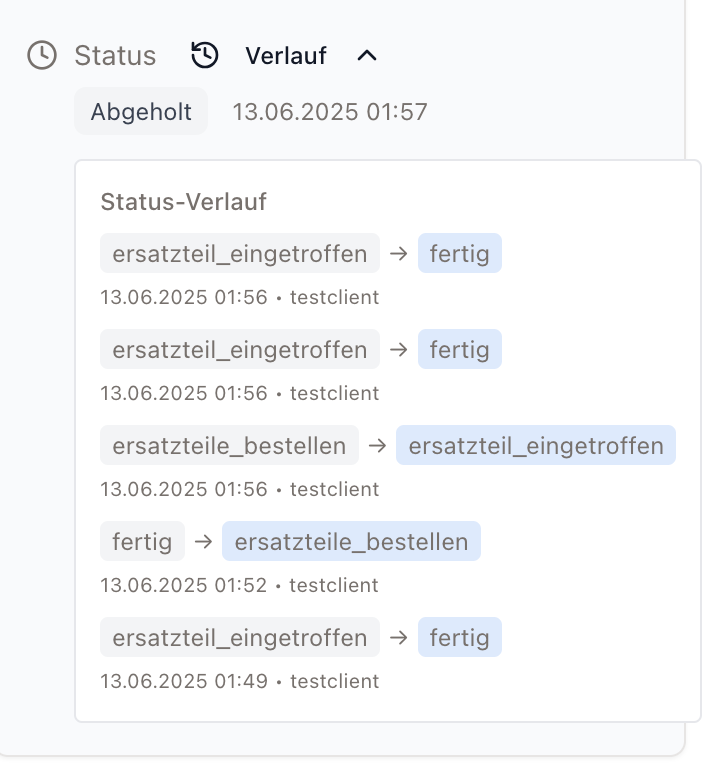 Status Verlauf
Abgeholt 13.06.2025 01:57
Status-Verlauf
ersatzteil_eingetroffen → fertig
13.06.2025 01:56 • testclient
ersatzteil_eingetroffen → fertig
13.06.2025 01:56 • testclient
ersatzteile_bestellen → ersatzteil_eingetroffen
13.06.2025 01:56 • testclient
fertig → ersatzteile_bestellen
13.06.2025 01:52 • testclient
ersatzteil_eingetroffen → fertig
13.06.2025 01:49 • testclient